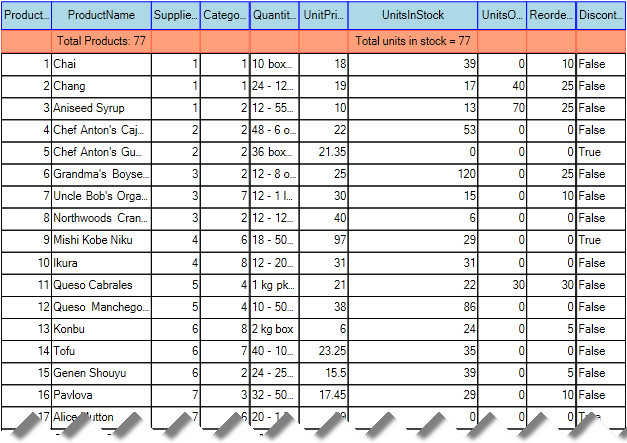 Product... ProductName Supplie... Catego... Quantit... UnitPri... UnitsInStock UnitsO... Reorde... Discont...
Total Products: 77 Total units in stock = 77
1 Chai 1 1 10 box... 18 39 0 10 False
2 Chang 1 1 24 - 12... 19 17 40 25 False
3 Aniseed Syrup 1 2 12 - 55... 10 13 70 25 False
4 Chef Anton's Caj... 2 2 48 - 6 o... 22 53 0 0 False
5 Chef Anton's Gu... 2 2 36 box... 21.35 0 0 0 True
6 Grandma's Boyse... 3 2 12 - 8 o... 25 120 0 25 False
7 Uncle Bob's Orga... 3 7 12 - 1 l... 30 15 0 10 False
8 Northwoods Cran... 3 2 12 - 12... 40 6 0 0 False
9 Mishi Kobe Niku 4 6 18 - 50... 97 29 0 0 True
10 Ikura 4 8 12 - 20... 31 31 0 0 False
11 Queso Cabrales 5 4 1 kg pk... 21 22 30 30 False
12 Queso Manchego... 5 4 10 - 50... 38 86 0 0 False
13 Konbu 6 8 2 kg box 6 24 0 5 False
14 Tofu 6 7 40 - 10... 23.25 35 0 0 False
15 Genen Shouyu 6 2 24 - 25... 15.5 39 0 5 False
16 Pavlova 7 3 32 - 50... 17.45 29 0 10 False
17 Alice 7 6 20 - 0 0